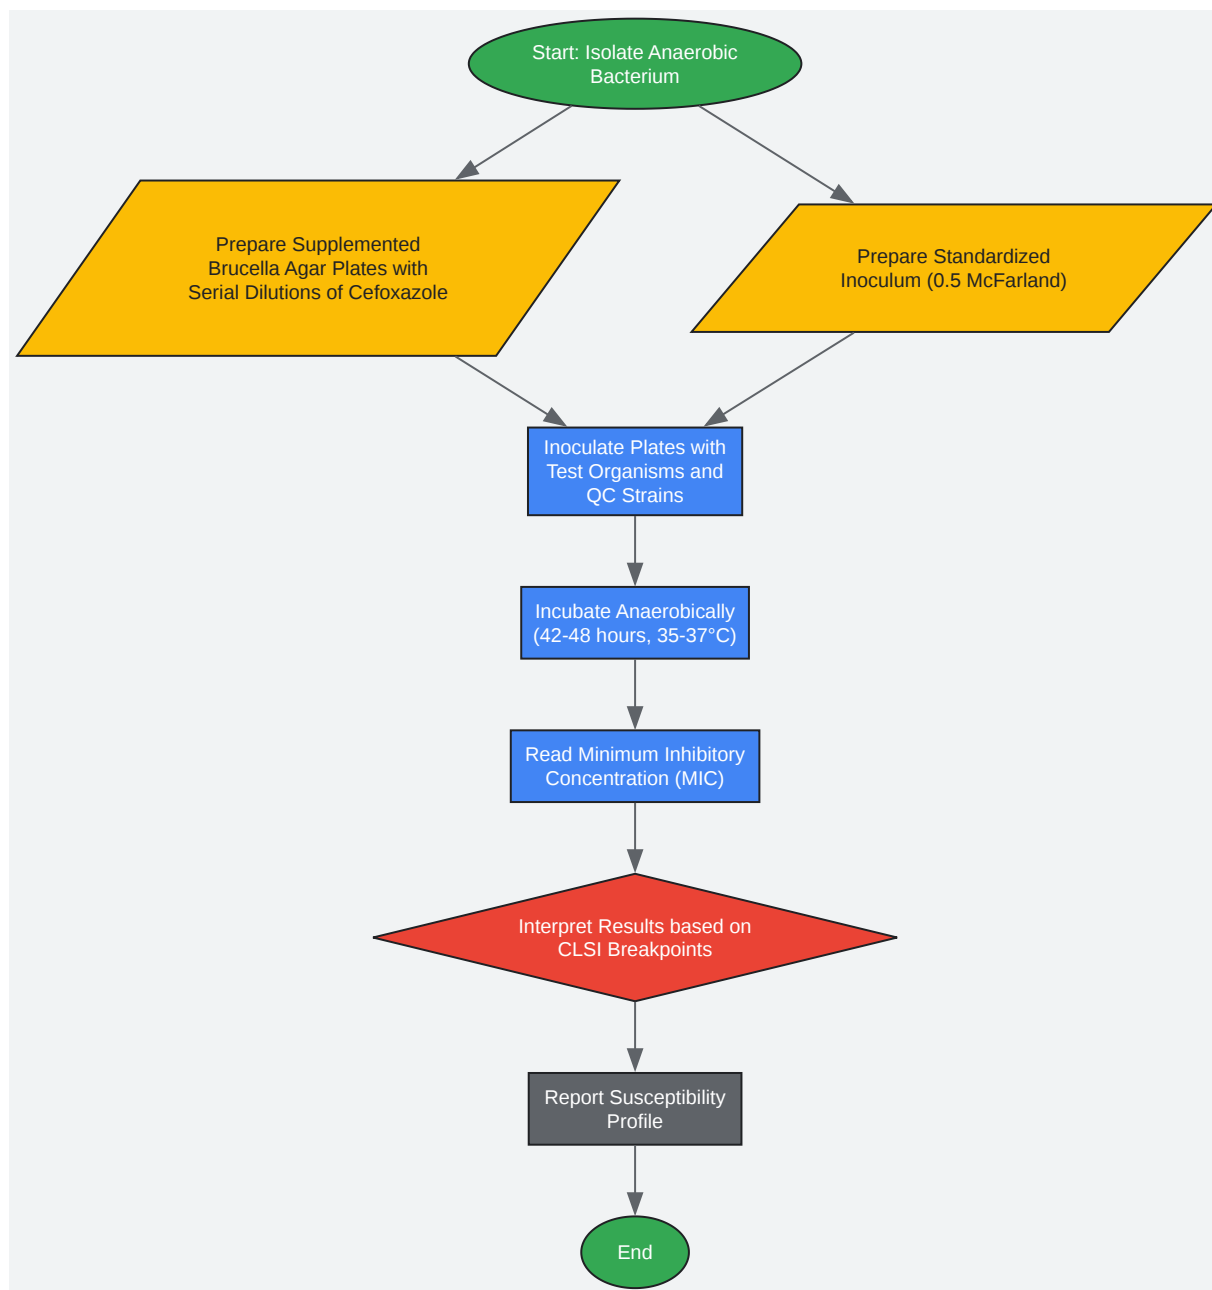 Start: Isolate Anaerobic
Bacterium
Prepare Supplemented
Brucella Agar Plates with
Serial Dilutions of Cefoxazole
Prepare Standardized
Inoculum (0.5 McFarland)
Inoculate Plates with
Test Organisms and
QC Strains
Incubate Anaerobically
(42-48 hours, 35-37°C)
Read Minimum Inhibitory
Concentration (MIC)
Interpret Results based on
CLSI Breakpoints
Report Susceptibility
Profile
End